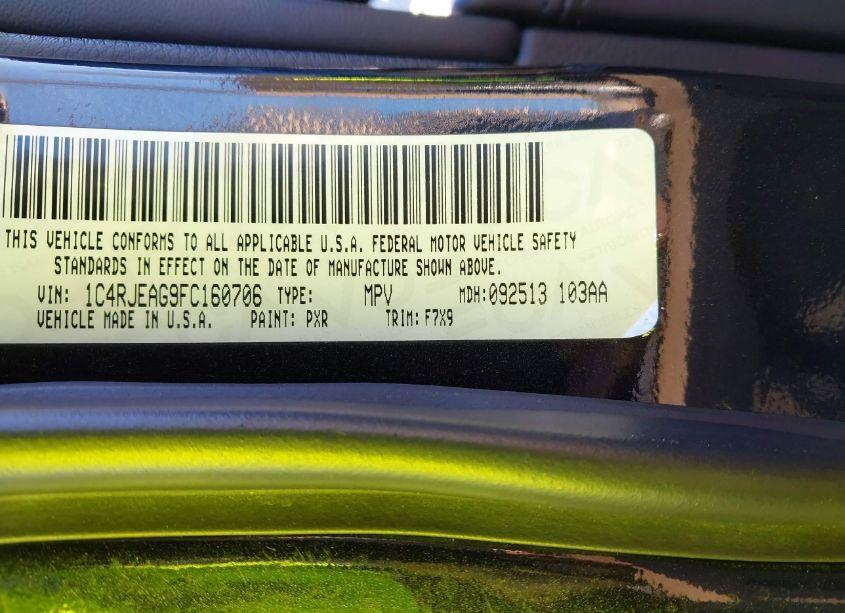 THIS VEHICLE CONFORMS TO ALL APPLICABLE U.S.A. FEDERAL MOTOR VEHICLE SAFETY
STANDARDS IN EFFECT ON THE DATE OF MANUFACTURE SHOWN ABOVE.
VIN: 1C4RJEAG9FC160706 TYPE: MPV MDH:092513 103AA
VEHICLE MADE IN U.S.A. PAINT: PXR TRIM: F7X9